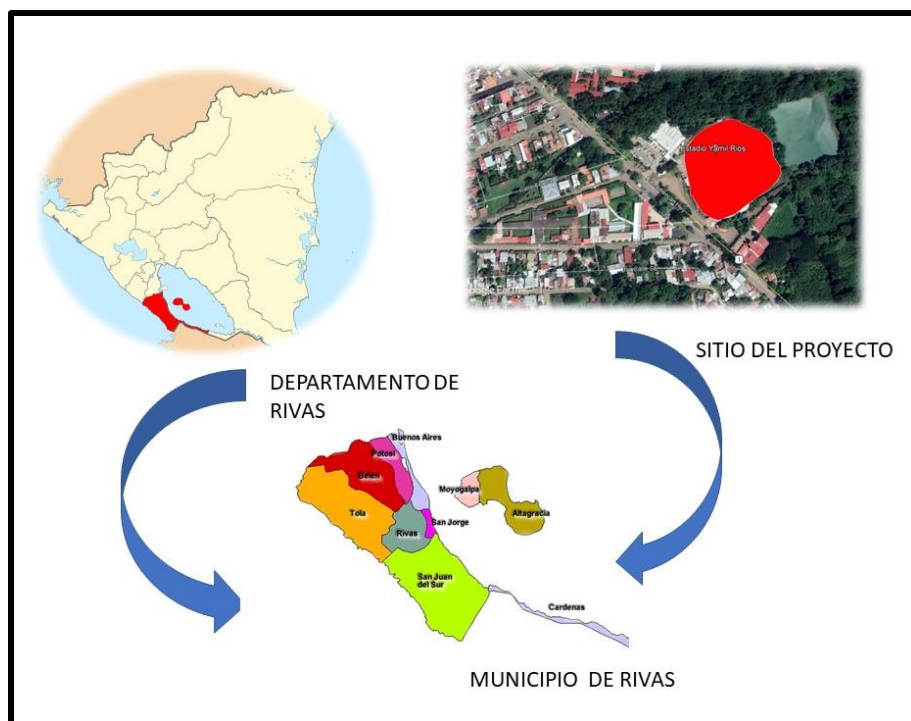 Estadio Yamil Rios
1
SITIO DEL PROYECTO
DEPARTAMENTO DE
RIVAS
Buenos Aires
Potosi
Belen
Moyogalpa
Tola
Altagracia
San Jorge
Rivas
San Juan
del Sur
Cardenas
MUNICIPIO DE RIVAS